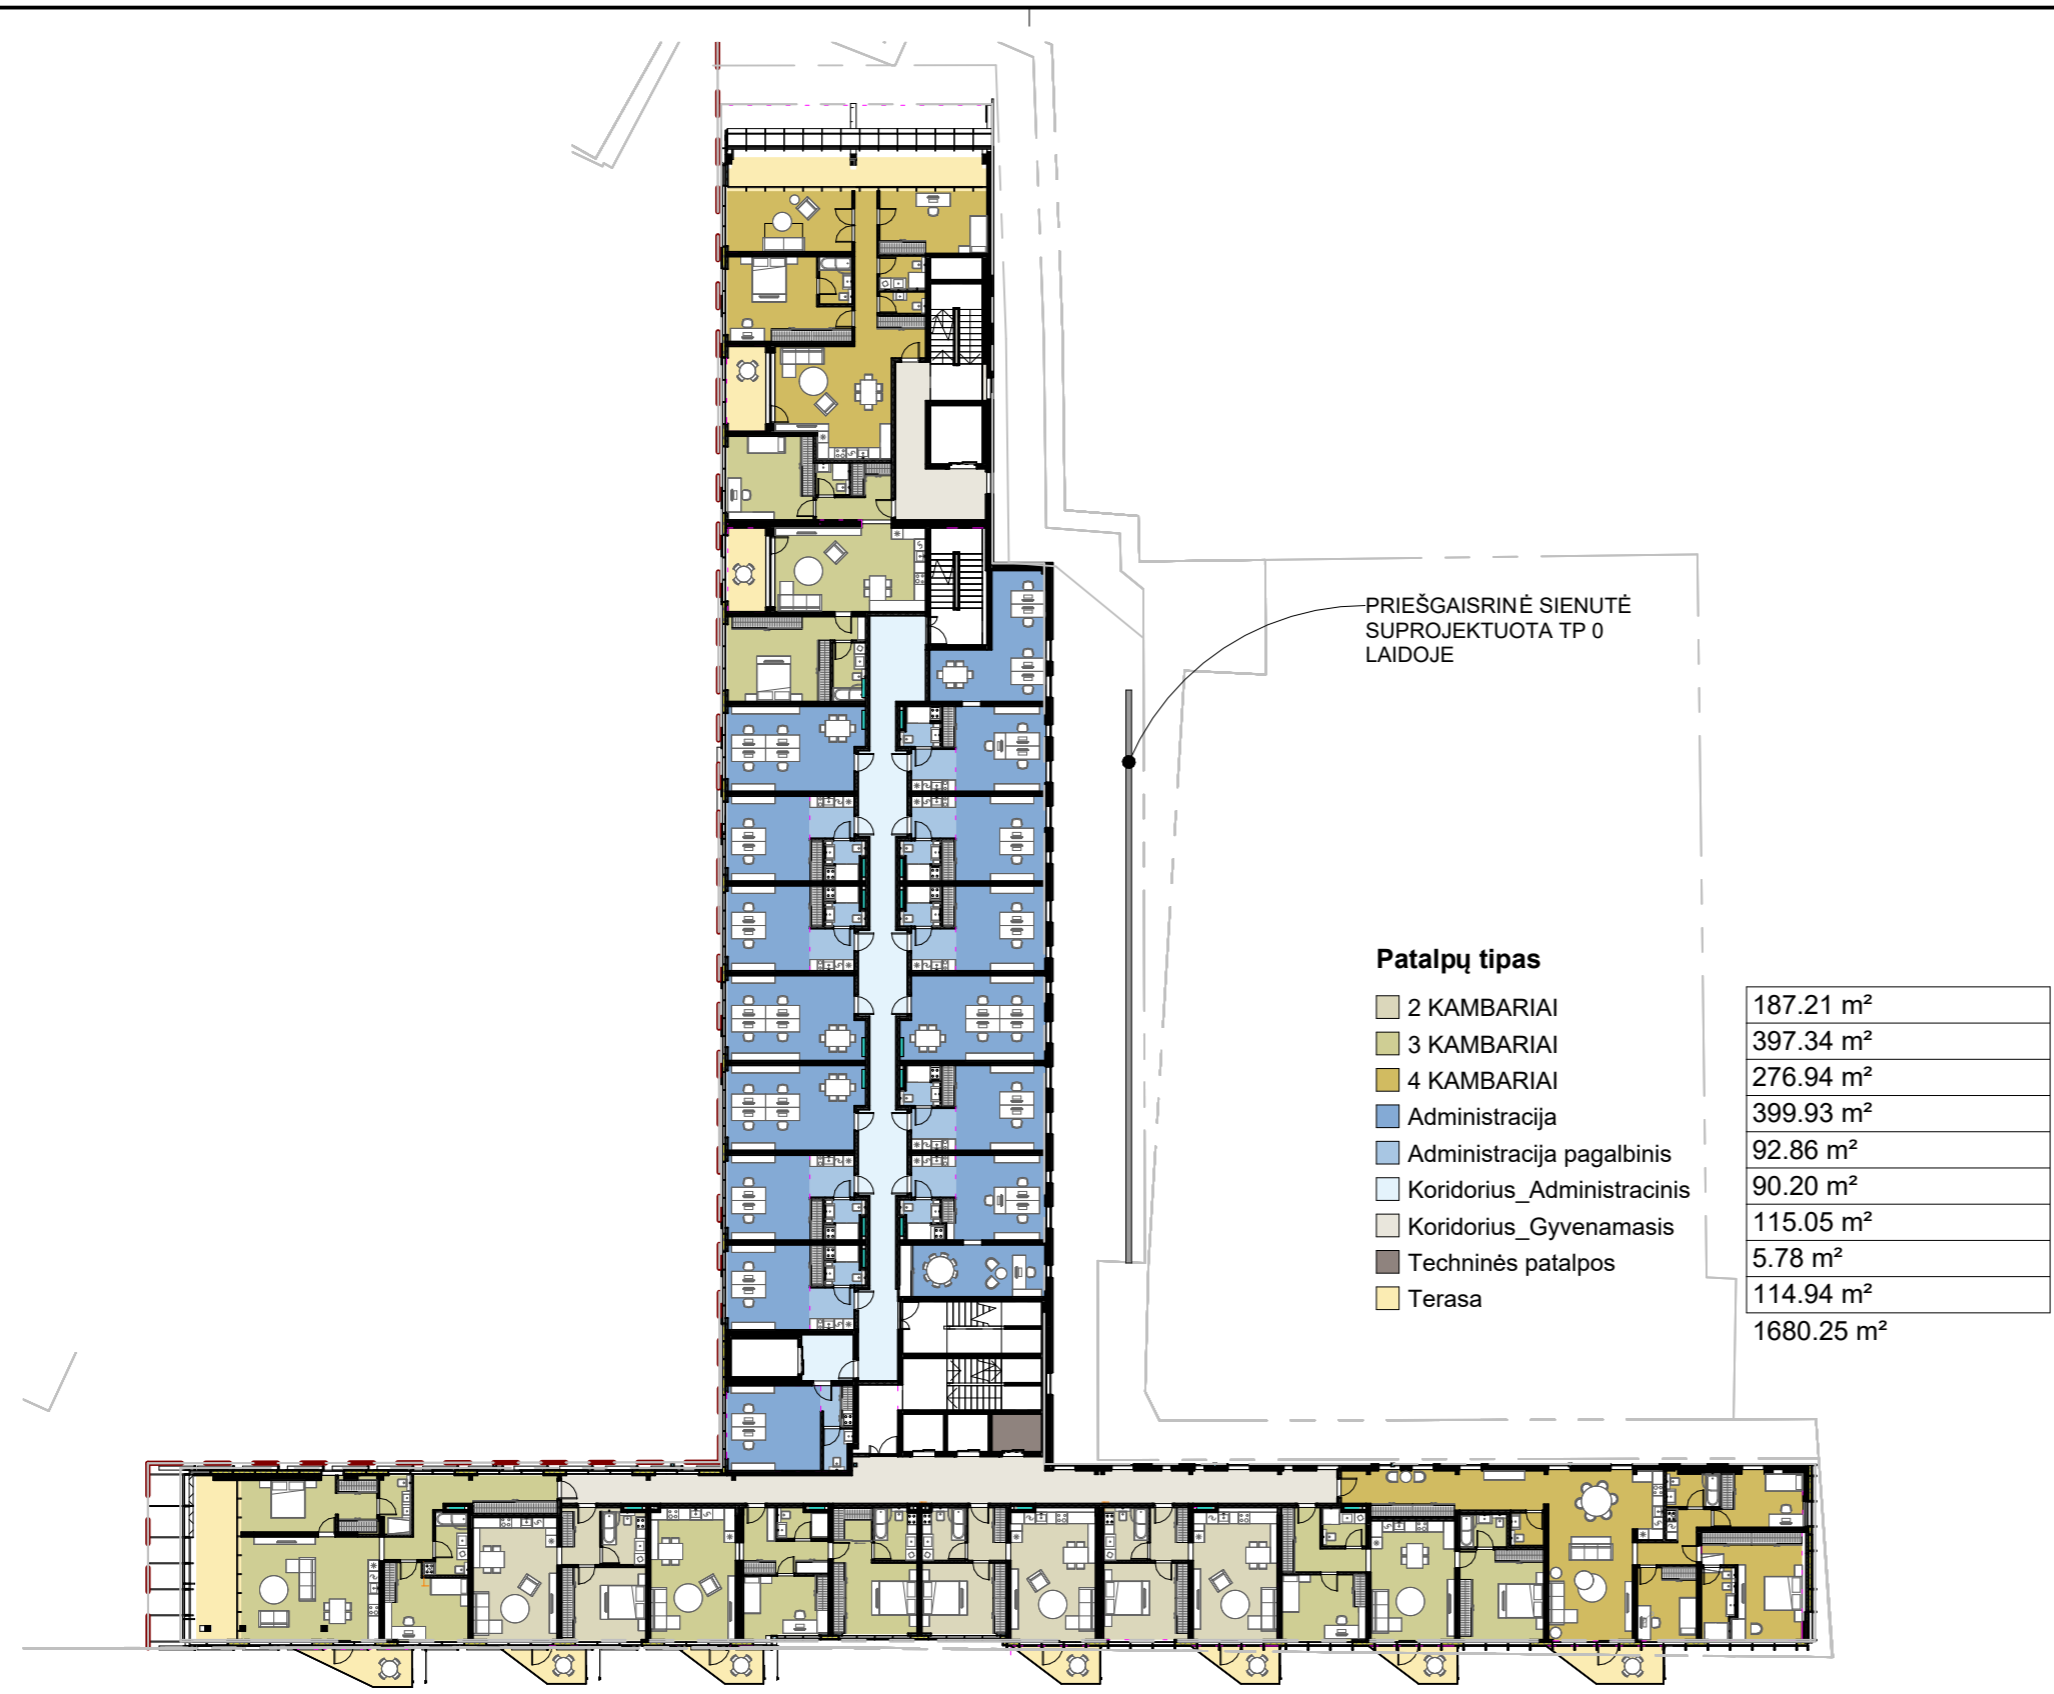 PRIEŠGAISRINĖ SIENUTĖ
SUPROJEKTUOTA TP 0
LAIDOJE
Patalpų tipas
2 KAMBARIAI 187.21 m²
3 KAMBARIAI 397.34 m²
4 KAMBARIAI 276.94 m²
Administracija 399.93 m²
Administracija pagalbinis 92.86 m²
Koridorius_Administracinis 90.20 m²
Koridorius_Gyvenamasis 115.05 m²
Techninės patalpos 5.78 m²
Terasa 114.94 m²
1680.25 m²